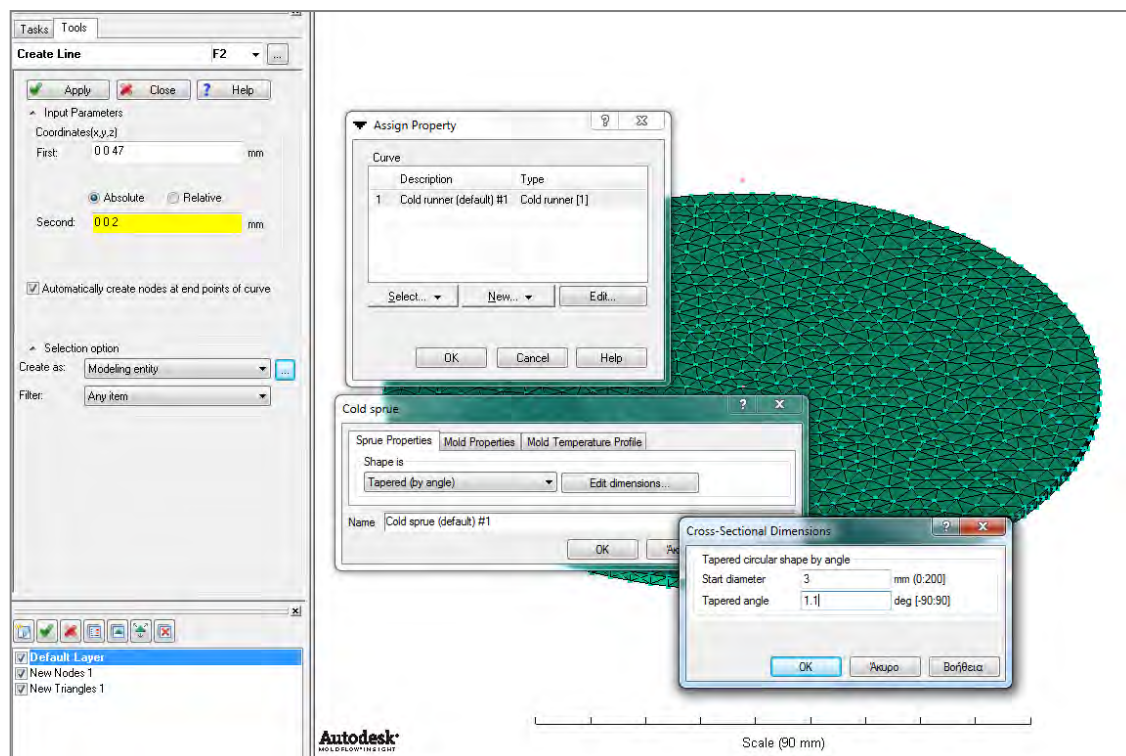 Tasks Tools
Create Line F2 ...
Apply Close ? Help
Input Parameters
Coordinates(x,y,z)
First: 0 0 47 mm
Absolute Relative
Second: 0 0 2 mm
Automatically create nodes at end points of curve
Selection option
Create as: Modeling entity ...
Filter: Any item
Default Layer
New Nodes 1
New Triangles 1
Assign Property
Curve
Description Type
1 Cold runner (default) #1 Cold runner [1]
Select... New... Edit...
OK Cancel Help
Cold sprue
Sprue Properties Mold Properties Mold Temperature Profile
Shape is
Tapered (by angle) Edit dimensions...
Name Cold sprue (default) #1
OK
Cross-Sectional Dimensions
Tapered circular shape by angle
Start diameter 3 mm (0:200]
Tapered angle 1.1 deg [-90:90]
OK Άκυρο Βοήθεια
Autodesk
MOLDFLOW INSIGHT
Scale (90 mm)